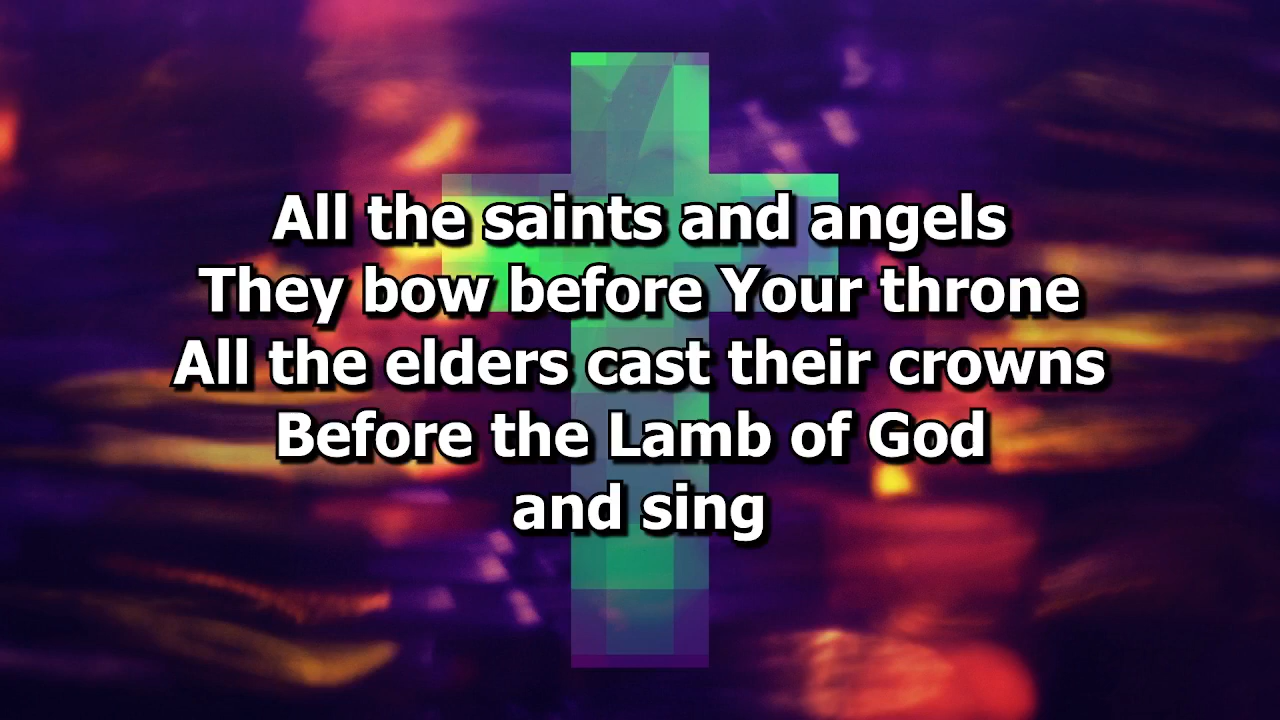 All the saints and angels
They bow before Your throne
All the elders cast their crowns
Before the Lamb of God
and sing